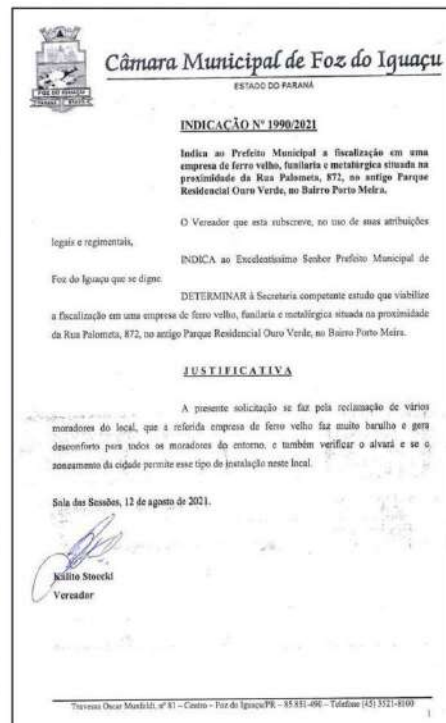 Câmara Municipal de Foz do Iguaçu
ESTADO DO PARANÁ
FOZ DO IGUAÇU
INDICAÇÃO Nº 1990/2021
Indica ao Prefeito Municipal a fiscalização em uma
empresa de ferro velho, funilaria e metalúrgica situada na
proximidade da Rua Palometa, 872, no antigo Parque
Residencial Ouro Verde, no Bairro Porto Meira.
O Vereador que esta subscreve, no uso de suas atribuições
legais e regimentais,
INDICA ao Excelentíssimo Senhor Prefeito Municipal de
Foz do Iguaçu que se digne.
DETERMINAR à Secretaria competente estudo que viabilize
a fiscalização em uma empresa de ferro velho, funilaria e metalúrgica situada na proximidade
da Rua Palometa, 872, no antigo Parque Residencial Ouro Verde, no Bairro Porto Meira.
JUSTIFICATIVA
A presente solicitação se faz pela reclamação de vários
moradores do local, que a referida empresa de ferro velho faz muito barulho e gera
desconforto para todos os moradores do entorno, e também verificar o alvará e se o
zoneamento da cidade permite esse tipo de instalação neste local.
Sala das Sessões, 12 de agosto de 2021.
Kalito Stoeckl
Vereador
Travessa Oscar Muxfeldt, nº 81 – Centro – Foz do Iguaçu/PR – 85.851-490 – Telefone (45) 3521-8100
1